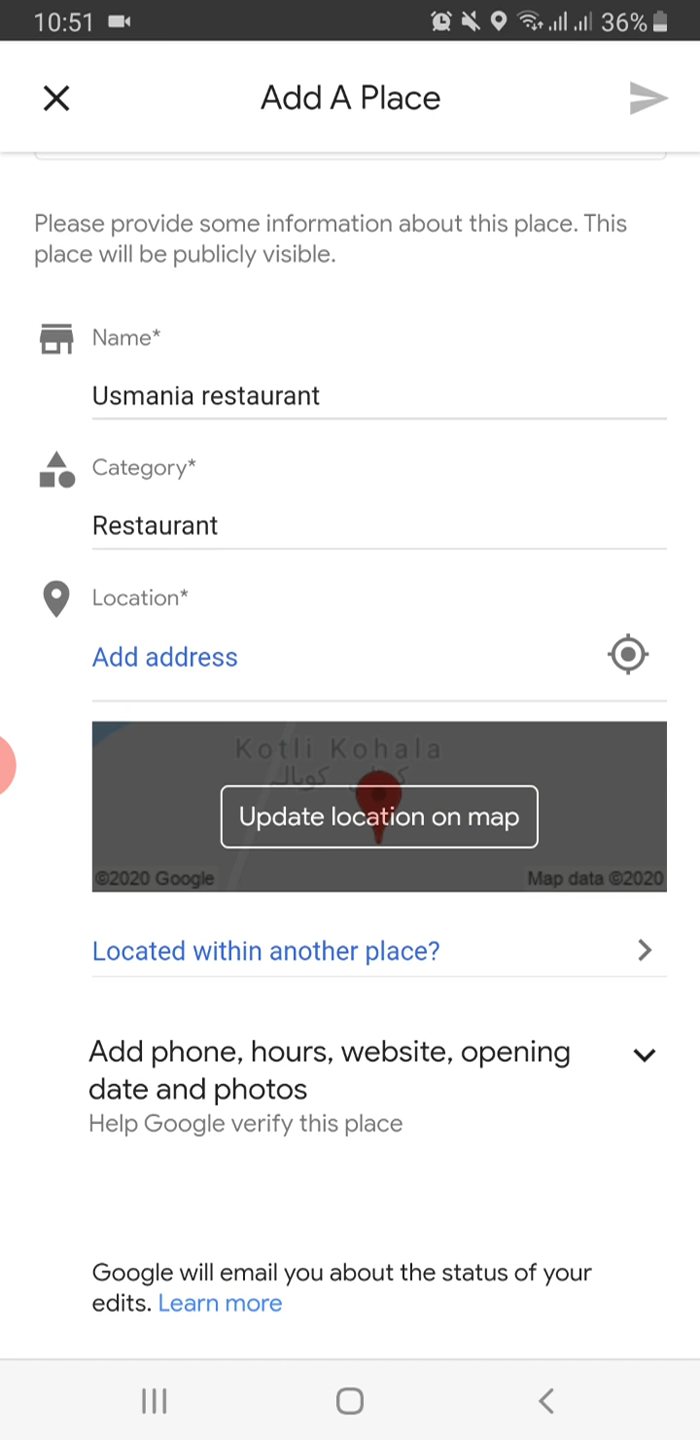 10:51
36%
Add A Place
Please provide some information about this place. This
place will be publicly visible.
Name*
Usmania restaurant
Category*
Restaurant
Location*
Add address
Kotli Kohala
Update location on map
©2020 Google
Map data ©2020
Located within another place?
Add phone, hours, website, opening
date and photos
Help Google verify this place
Google will email you about the status of your
edits. Learn more